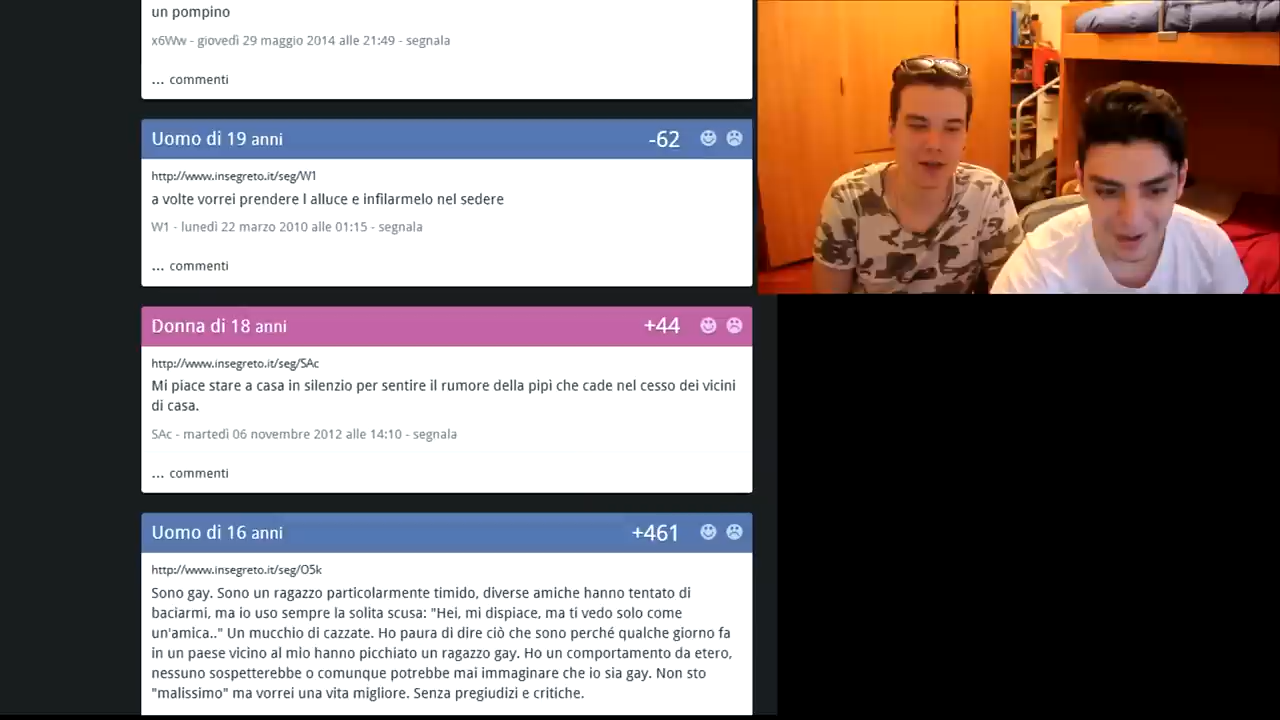 un pompino
x6Ww - giovedì 29 maggio 2014 alle 21:49 - segnala
... commenti
Uomo di 19 anni -62
http://www.insegreto.it/seg/W1
a volte vorrei prendere l alluce e infilarmelo nel sedere
W1 - lunedì 22 marzo 2010 alle 01:15 - segnala
... commenti
Donna di 18 anni +44
http://www.insegreto.it/seg/SAc
Mi piace stare a casa in silenzio per sentire il rumore della pipì che cade nel cesso dei vicini
di casa.
SAc - martedì 06 novembre 2012 alle 14:10 - segnala
... commenti
Uomo di 16 anni +461
http://www.insegreto.it/seg/O5k
Sono gay. Sono un ragazzo particolarmente timido, diverse amiche hanno tentato di
baciarmi, ma io uso sempre la solita scusa: "Hei, mi dispiace, ma ti vedo solo come
un'amica.." Un mucchio di cazzate. Ho paura di dire ciò che sono perché qualche giorno fa
in un paese vicino al mio hanno picchiato un ragazzo gay. Ho un comportamento da etero,
nessuno sospetterebbe o comunque potrebbe mai immaginare che io sia gay. Non sto
"malissimo" ma vorrei una vita migliore. Senza pregiudizi e critiche.